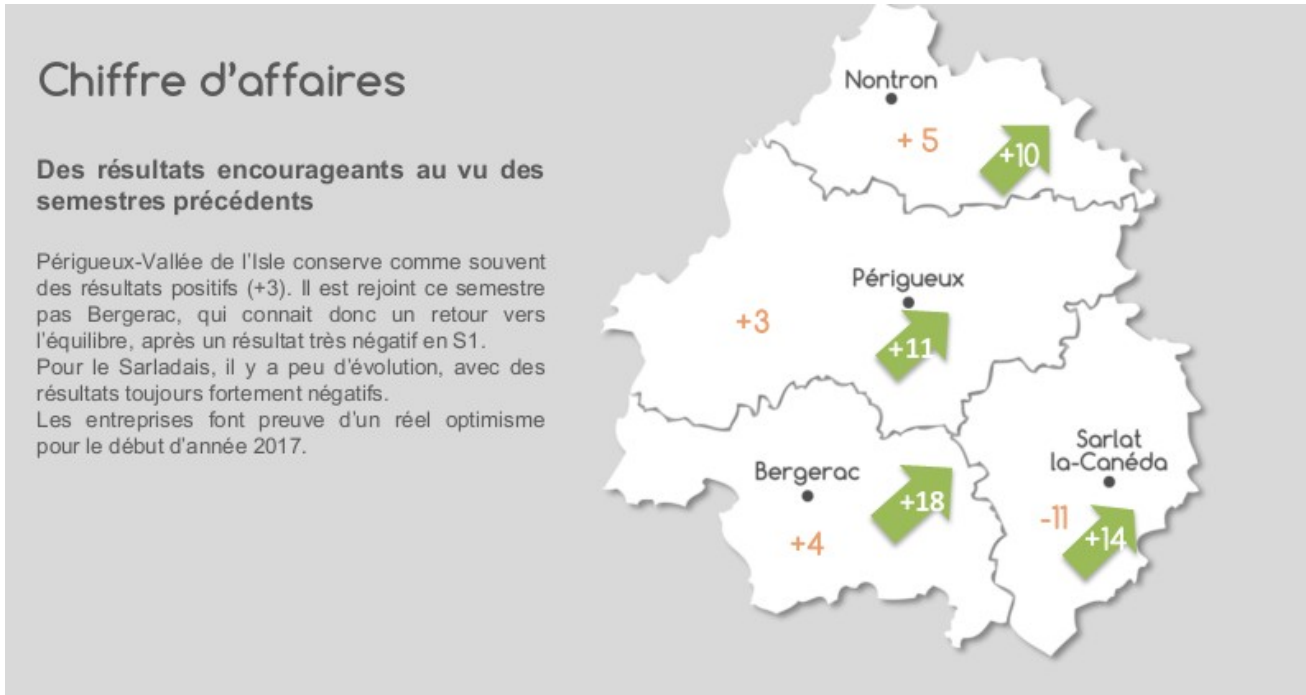 Chiffre d'affaires
Des résultats encourageants au vu des
semestres précédents
Périgueux-Vallée de l'Isle conserve comme souvent
des résultats positifs (+3). Il est rejoint ce semestre
pas Bergerac, qui connait donc un retour vers
l'équilibre, après un résultat très négatif en S1.
Pour le Sarladais, il y a peu d'évolution, avec des
résultats toujours fortement négatifs.
Les entreprises font preuve d'un réel optimisme
pour le début d'année 2017.
Nontron
+ 5
+10
Périgueux
+3
+11
Bergerac
+18
+4
Sarlat
la-Canéda
-11
+14